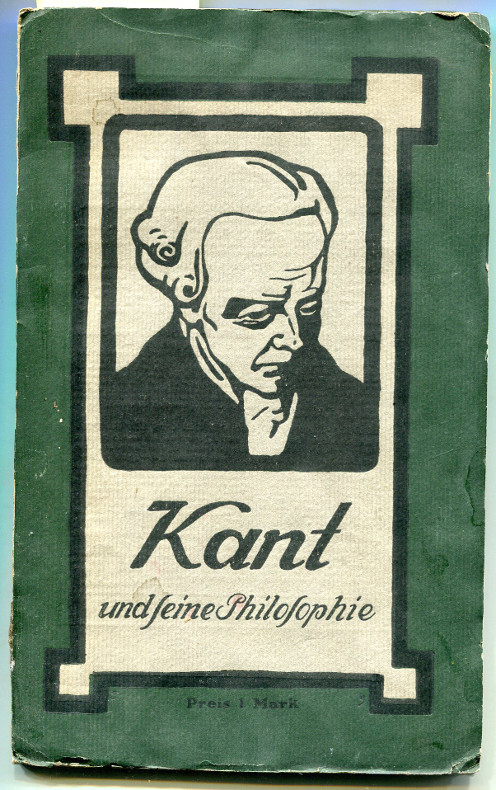 Kant
und ſeine Philoſophie
Preis 1 Mark